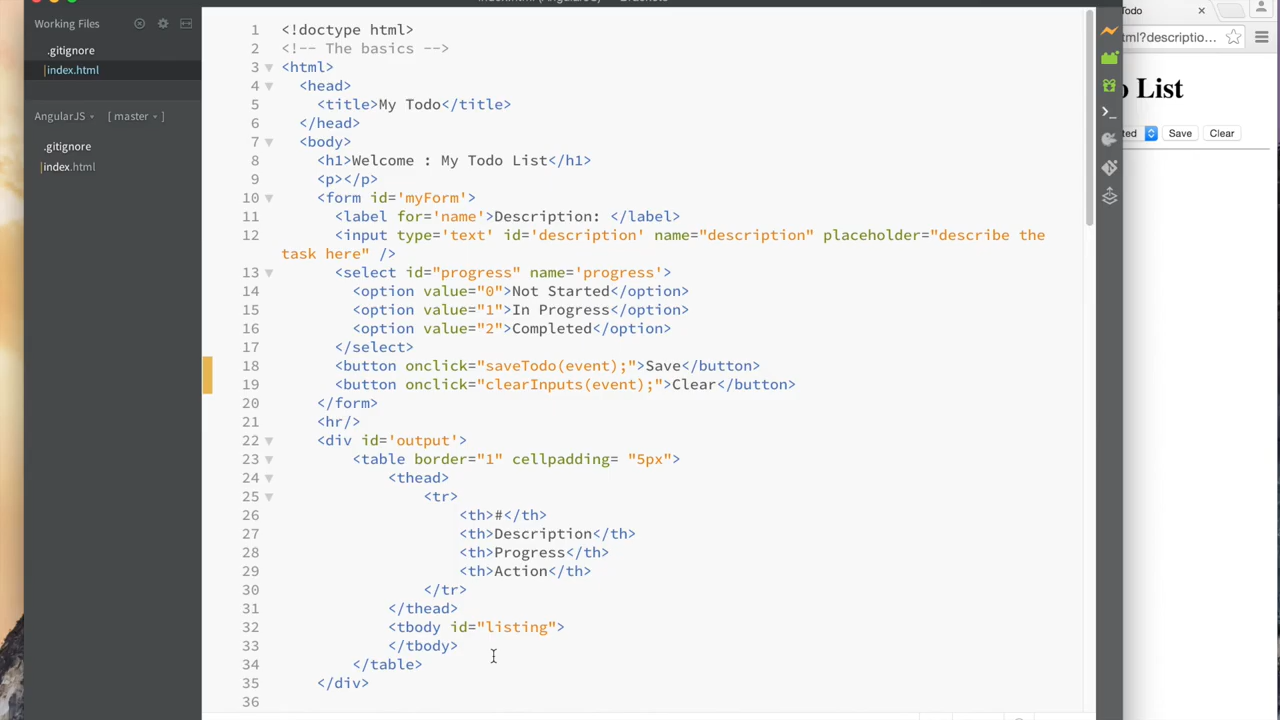 Working Files
.gitignore
index.html
AngularJS
[ master ]
.gitignore
index.html
1 <!doctype html>
2 <!-- The basics -->
3 <html>
4 <head>
5 <title>My Todo</title>
6 </head>
7 <body>
8 <h1>Welcome : My Todo List</h1>
9 <p></p>
10 <form id='myForm'>
11 <label for='name'>Description: </label>
12 <input type='text' id='description' name="description" placeholder="describe the
task here" />
13 <select id="progress" name='progress'>
14 <option value="0">Not Started</option>
15 <option value="1">In Progress</option>
16 <option value="2">Completed</option>
17 </select>
18 <button onclick="saveTodo(event);">Save</button>
19 <button onclick="clearInputs(event);">Clear</button>
20 </form>
21 <hr/>
22 <div id='output'>
23 <table border="1" cellpadding= "5px">
24 <thead>
25 <tr>
26 <th>#</th>
27 <th>Description</th>
28 <th>Progress</th>
29 <th>Action</th>
30 </tr>
31 </thead>
32 <tbody id="listing">
33 </tbody>
34 </table>
35 </div>
36
Todo
ml?descriptio...
o List
ted
Save
Clear